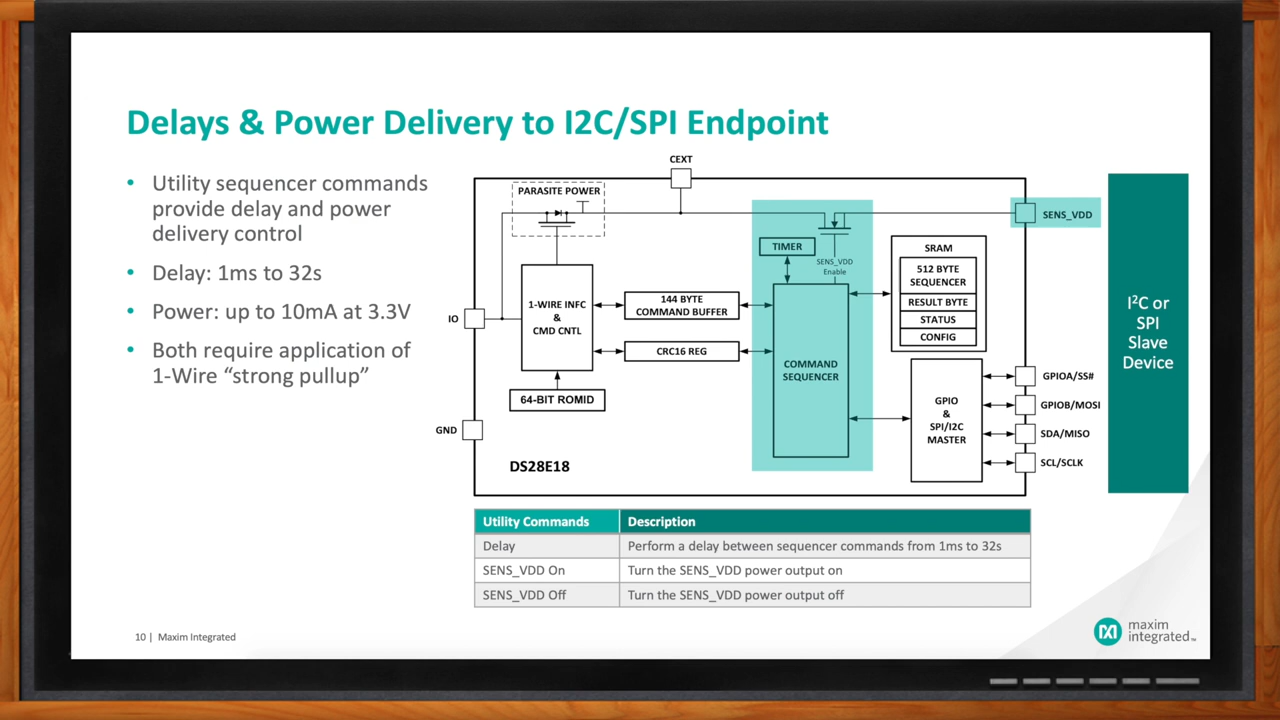 Delays & Power Delivery to I2C/SPI Endpoint
• Utility sequencer commands
provide delay and power
delivery control
• Delay: 1ms to 32s
• Power: up to 10mA at 3.3V
• Both require application of
1-Wire “strong pullup”
CEXT
PARASITE POWER
SENS_VDD
TIMER
SENS_VDD
Enable
SRAM
512 BYTE
SEQUENCER
RESULT BYTE
STATUS
CONFIG
IO
1-WIRE INFC
&
CMD CNTL
144 BYTE
COMMAND BUFFER
CRC16 REG
COMMAND
SEQUENCER
64-BIT ROMID
GND
DS28E18
GPIO
&
SPI/I2C
MASTER
GPIOA/SS#
GPIOB/MOSI
SDA/MISO
SCL/SCLK
I²C or
SPI
Slave
Device
Utility Commands Description
Delay Perform a delay between sequencer commands from 1ms to 32s
SENS_VDD On Turn the SENS_VDD power output on
SENS_VDD Off Turn the SENS_VDD power output off
10 | Maxim Integrated
maxim
integrated™